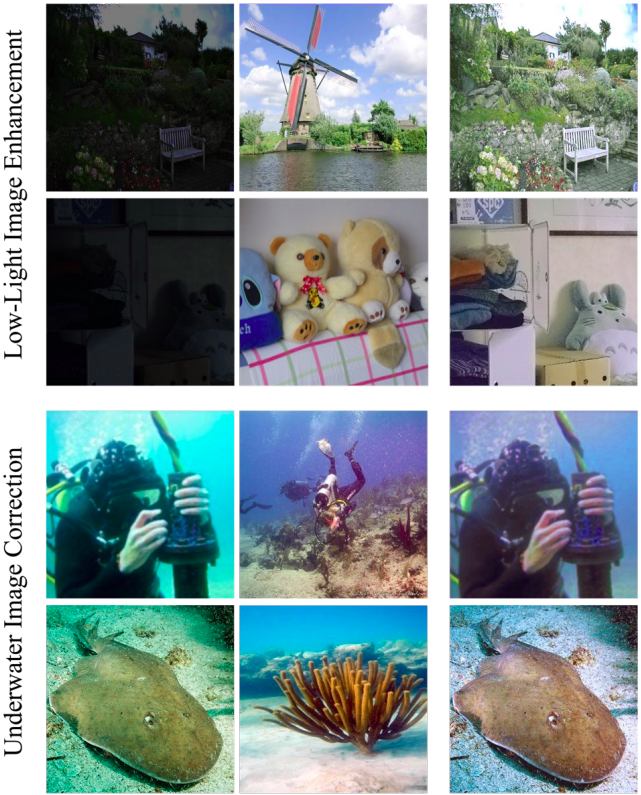 Low-Light Image Enhancement
Underwater Image Correction